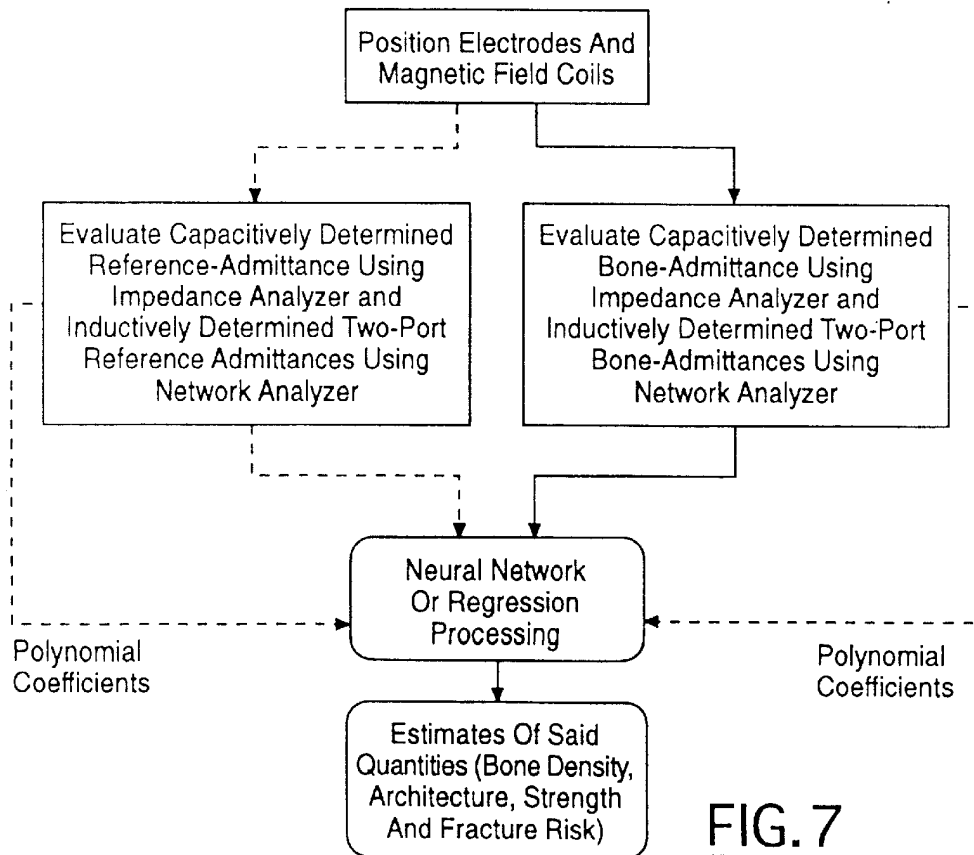 Position Electrodes And
Magnetic Field Coils
Evaluate Capacitively Determined
Reference-Admittance Using
Impedance Analyzer and
Inductively Determined Two-Port
Reference Admittances Using
Network Analyzer
Evaluate Capacitively Determined
Bone-Admittance Using
Impedance Analyzer and
Inductively Determined Two-Port
Bone-Admittances Using
Network Analyzer
Neural Network
Or Regression
Processing
Polynomial
Coefficients
Polynomial
Coefficients
Estimates Of Said
Quantities (Bone Density,
Architecture, Strength
And Fracture Risk)
FIG. 7